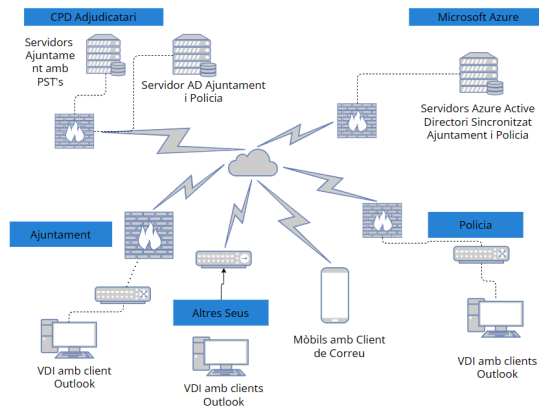 CPD Adjudicatari
Microsoft Azure
Servidors
Ajuntame
nt amb
PST's
Servidor AD Ajuntament
i Policia
Servidors Azure Active
Directori Sincronitzat
Ajuntament i Policia
Ajuntament
Policia
Altres Seus
Mòbils amb Client
de Correu
VDI amb client
Outlook
VDI amb clients
Outlook
VDI amb clients
Outlook